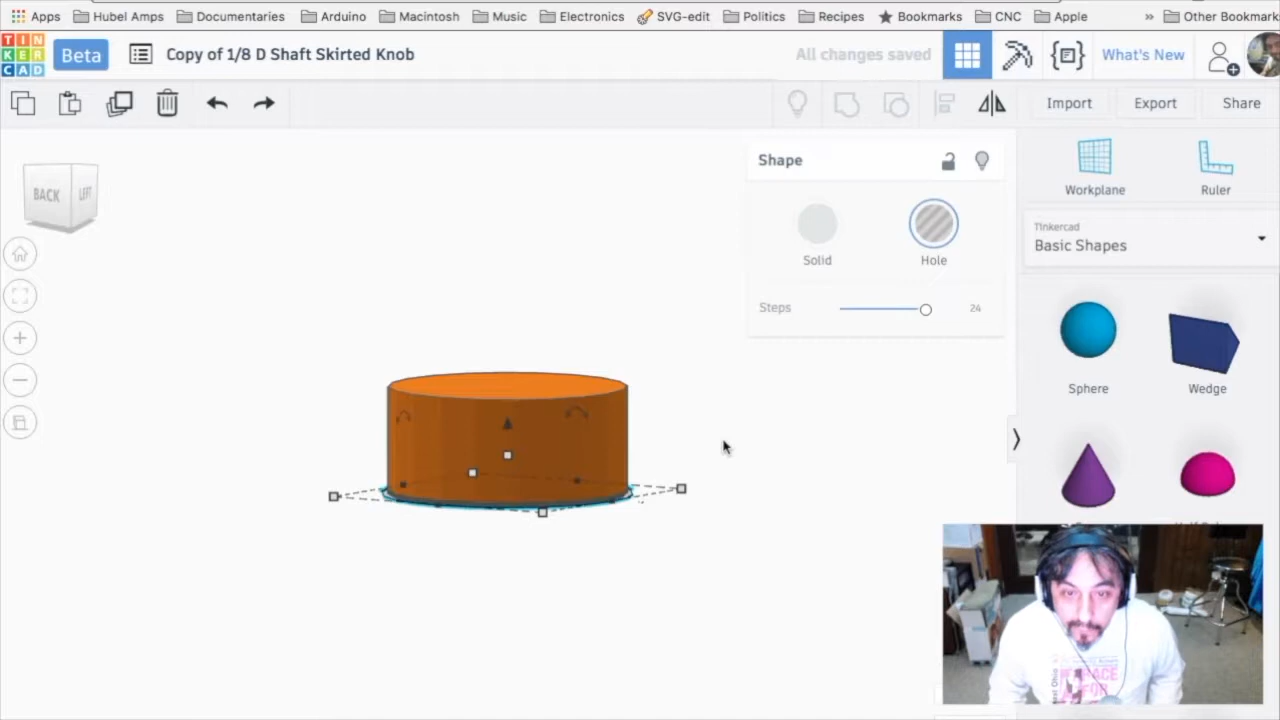 Apps Hubel Amps Documentaries Arduino Macintosh Music Electronics SVG-edit Politics Recipes Bookmarks CNC Apple » Other Bookmark
TIN
KER
CAD
Beta
Copy of 1/8 D Shaft Skirted Knob
All changes saved
What's New
Import
Export
Share
BACK
LEFT
Shape
Solid
Hole
Steps
24
Workplane
Ruler
Tinkercad
Basic Shapes
Sphere
Wedge